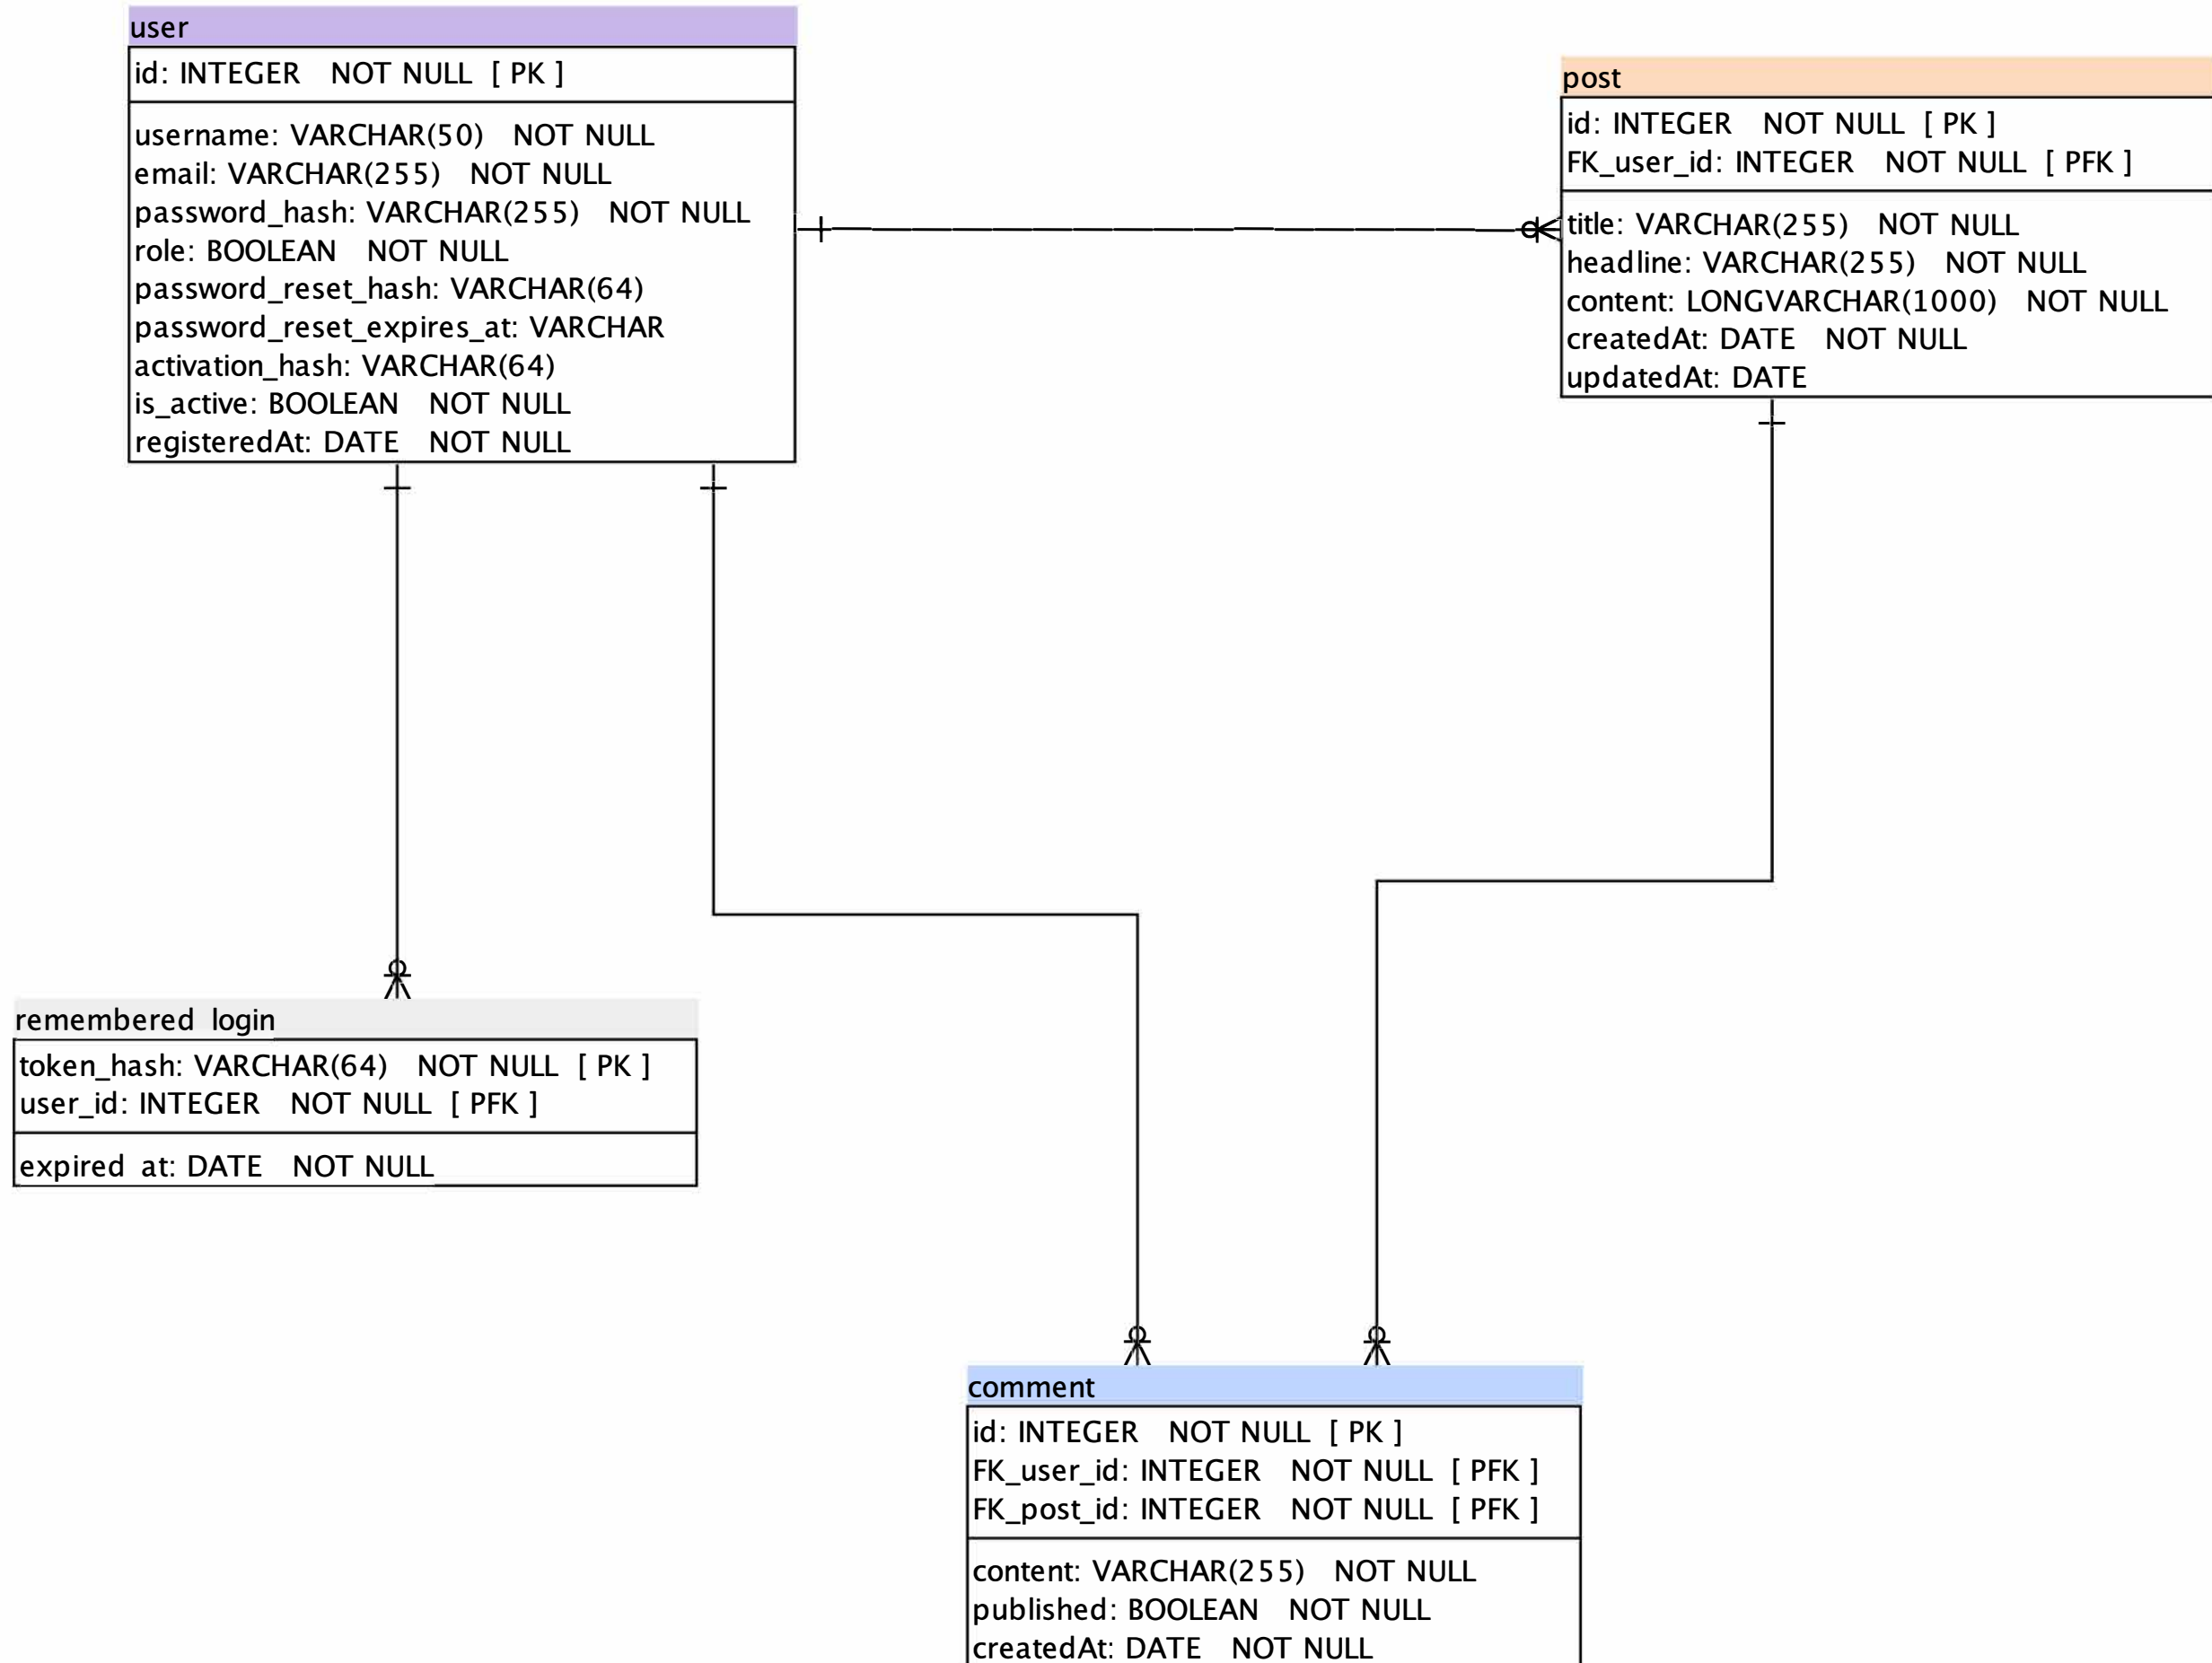 user
id: INTEGER NOT NULL [ PK ]
username: VARCHAR(50) NOT NULL
email: VARCHAR(255) NOT NULL
password_hash: VARCHAR(255) NOT NULL
role: BOOLEAN NOT NULL
password_reset_hash: VARCHAR(64)
password_reset_expires_at: VARCHAR
activation_hash: VARCHAR(64)
is_active: BOOLEAN NOT NULL
registeredAt: DATE NOT NULL
post
id: INTEGER NOT NULL [ PK ]
FK_user_id: INTEGER NOT NULL [ PFK ]
title: VARCHAR(255) NOT NULL
headline: VARCHAR(255) NOT NULL
content: LONGVARCHAR(1000) NOT NULL
createdAt: DATE NOT NULL
updatedAt: DATE
remembered login
token_hash: VARCHAR(64) NOT NULL [ PK ]
user_id: INTEGER NOT NULL [ PFK ]
expired at: DATE NOT NULL
comment
id: INTEGER NOT NULL [ PK ]
FK_user_id: INTEGER NOT NULL [ PFK ]
FK_post_id: INTEGER NOT NULL [ PFK ]
content: VARCHAR(255) NOT NULL
published: BOOLEAN NOT NULL
createdAt: DATE NOT NULL